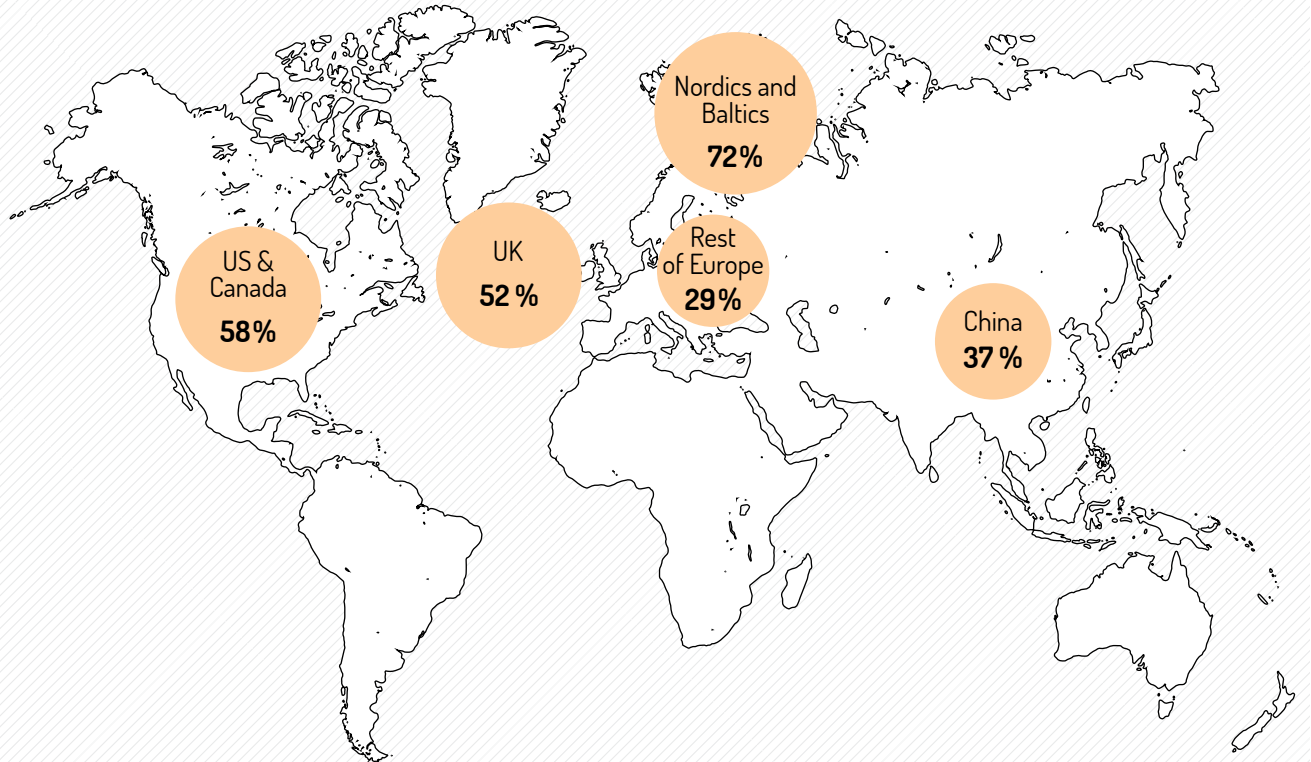 Nordics and
Baltics
72%
US &
Canada
58%
UK
52 %
Rest
of Europe
29%
China
37 %